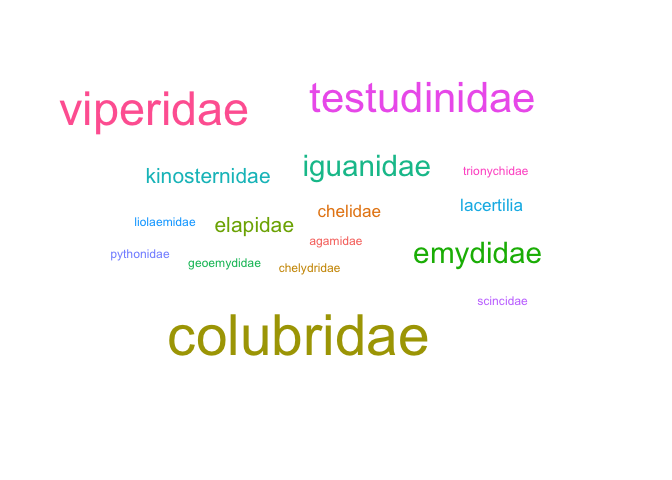 viperidae testudinidae
kinosternidae iguanidae trionychidae
liolaemidae elapidae chelidae lacertilia
pythonidae geoemydidae agamidae chelydridae emydidae
scincidae
colubridae